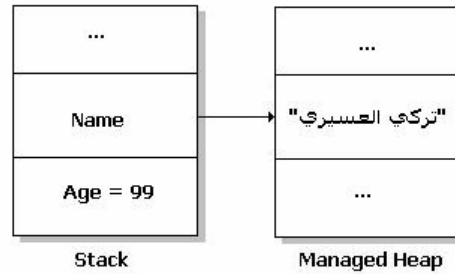 ...
Name
Age = 99
Stack
...
"تركي العسيري"
...
Managed Heap